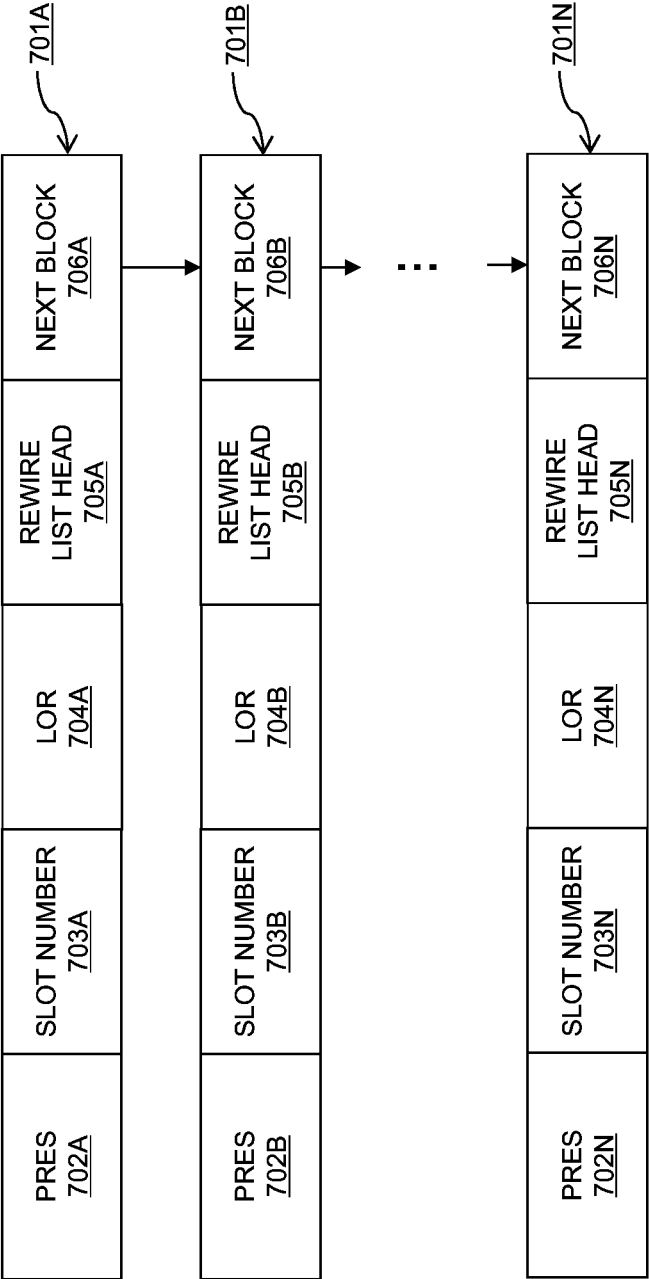 PRES
702A
SLOT NUMBER
703A
LOR
704A
REWIRE
LIST HEAD
705A
NEXT BLOCK
706A
701A
PRES
702B
SLOT NUMBER
703B
LOR
704B
REWIRE
LIST HEAD
705B
NEXT BLOCK
706B
701B
...
PRES
702N
SLOT NUMBER
703N
LOR
704N
REWIRE
LIST HEAD
705N
NEXT BLOCK
706N
701N